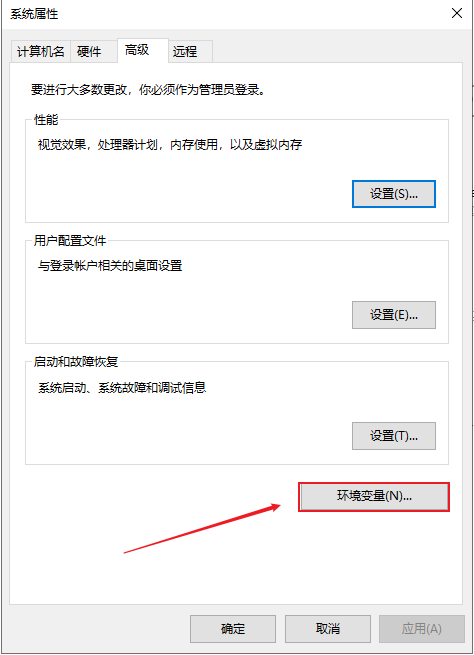 系统属性
计算机名 硬件 高级 远程
要进行大多数更改，你必须作为管理员登录。
性能
视觉效果，处理器计划，内存使用，以及虚拟内存
设置(S)...
用户配置文件
与登录帐户相关的桌面设置
设置(E)...
启动和故障恢复
系统启动、系统故障和调试信息
设置(T)...
环境变量(N)...
确定 取消 应用(A)